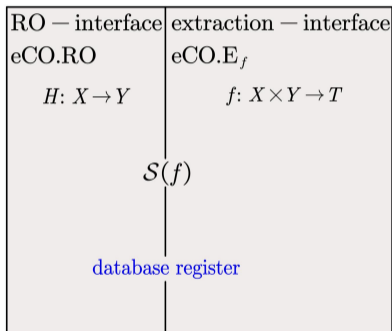 RO − interface extraction − interface
eCO.RO eCO.E_f
H: X → Y f: X × Y → T
𝒮(f)
database register